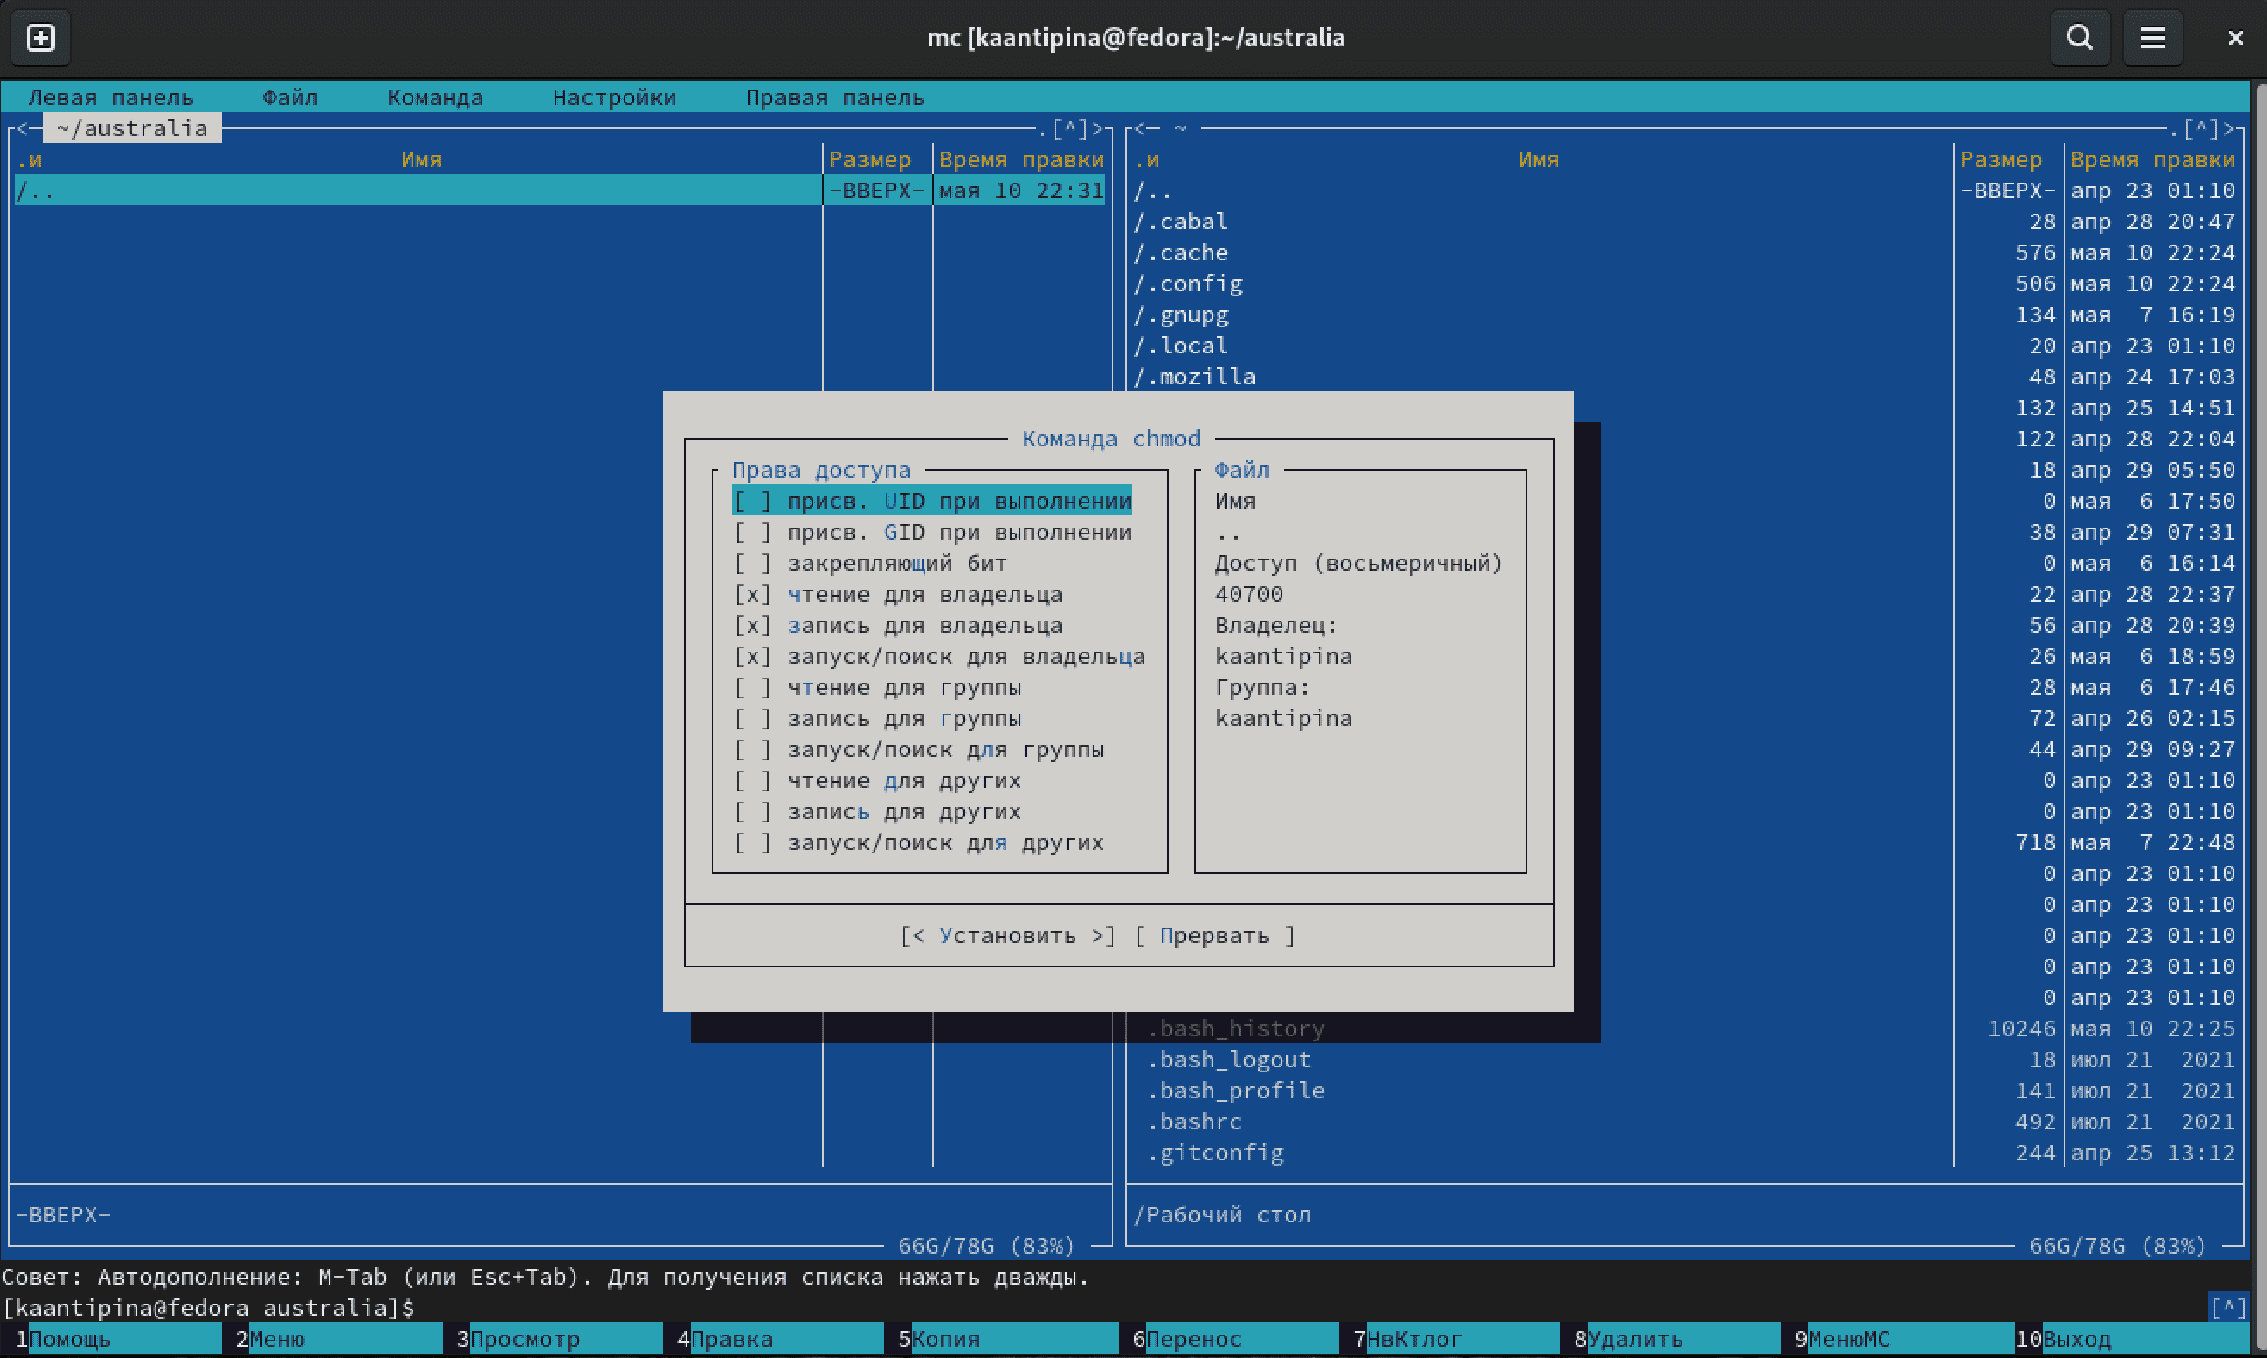 mc [kaantipina@fedora]:~/australia
Левая панель Файл Команда Настройки Правая панель
<─ ~/australia .[^]> <─ ~ .[^]>
.и Имя Размер Время правки .и Имя Размер Время правки
/.. -ВВЕРХ- мая 10 22:31 /.. -ВВЕРХ- апр 23 01:10
/.cabal 28 апр 28 20:47
/.cache 576 мая 10 22:24
/.config 506 мая 10 22:24
/.gnupg 134 мая 7 16:19
/.local 20 апр 23 01:10
/.mozilla 48 апр 24 17:03
132 апр 25 14:51
Команда chmod 122 апр 28 22:04
Права доступа Файл 18 апр 29 05:50
[ ] присв. UID при выполнении Имя 0 мая 6 17:50
[ ] присв. GID при выполнении .. 38 апр 29 07:31
[ ] закрепляющий бит Доступ (восьмеричный) 0 мая 6 16:14
[x] чтение для владельца 40700 22 апр 28 22:37
[x] запись для владельца Владелец: 56 апр 28 20:39
[x] запуск/поиск для владельца kaantipina 26 мая 6 18:59
[ ] чтение для группы Группа: 28 мая 6 17:46
[ ] запись для группы kaantipina 72 апр 26 02:15
[ ] запуск/поиск для группы 44 апр 29 09:27
[ ] чтение для других 0 апр 23 01:10
[ ] запись для других 0 апр 23 01:10
[ ] запуск/поиск для других 718 мая 7 22:48
0 апр 23 01:10
0 апр 23 01:10
[< Установить >] [ Прервать ] 0 апр 23 01:10
0 апр 23 01:10
0 апр 23 01:10
.bash_history 10246 мая 10 22:25
.bash_logout 18 июл 21 2021
.bash_profile 141 июл 21 2021
.bashrc 492 июл 21 2021
.gitconfig 244 апр 25 13:12
-ВВЕРХ- /Рабочий стол
66G/78G (83%) 66G/78G (83%)
Совет: Автодополнение: M-Tab (или Esc+Tab). Для получения списка нажать дважды.
[kaantipina@fedora australia]$ [^]
1Помощь 2Меню 3Просмотр 4Правка 5Копия 6Перенос 7НвКтлог 8Удалить 9МенюMC 10Выход